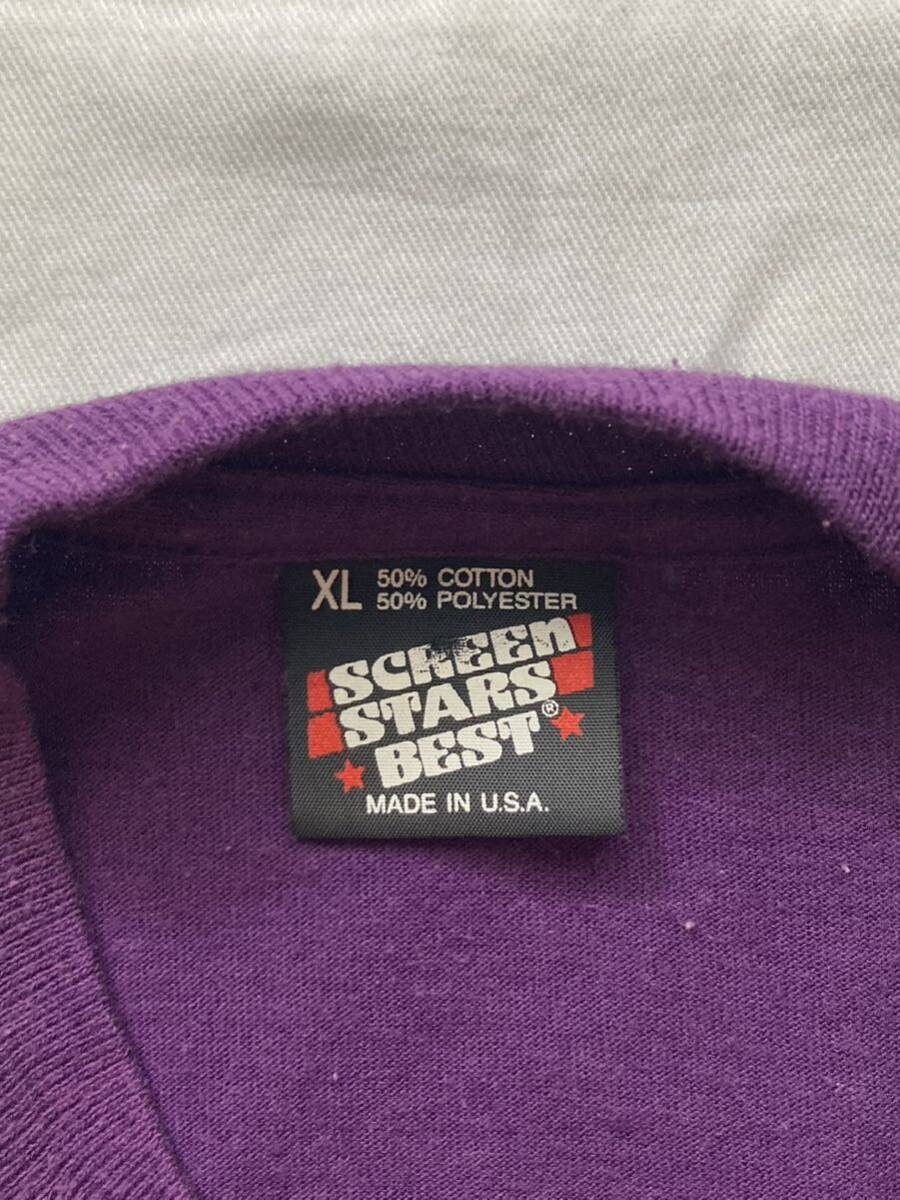 XL 50% COTTON
50% POLYESTER
SCREEN
STARS
BEST®
MADE IN U.S.A.